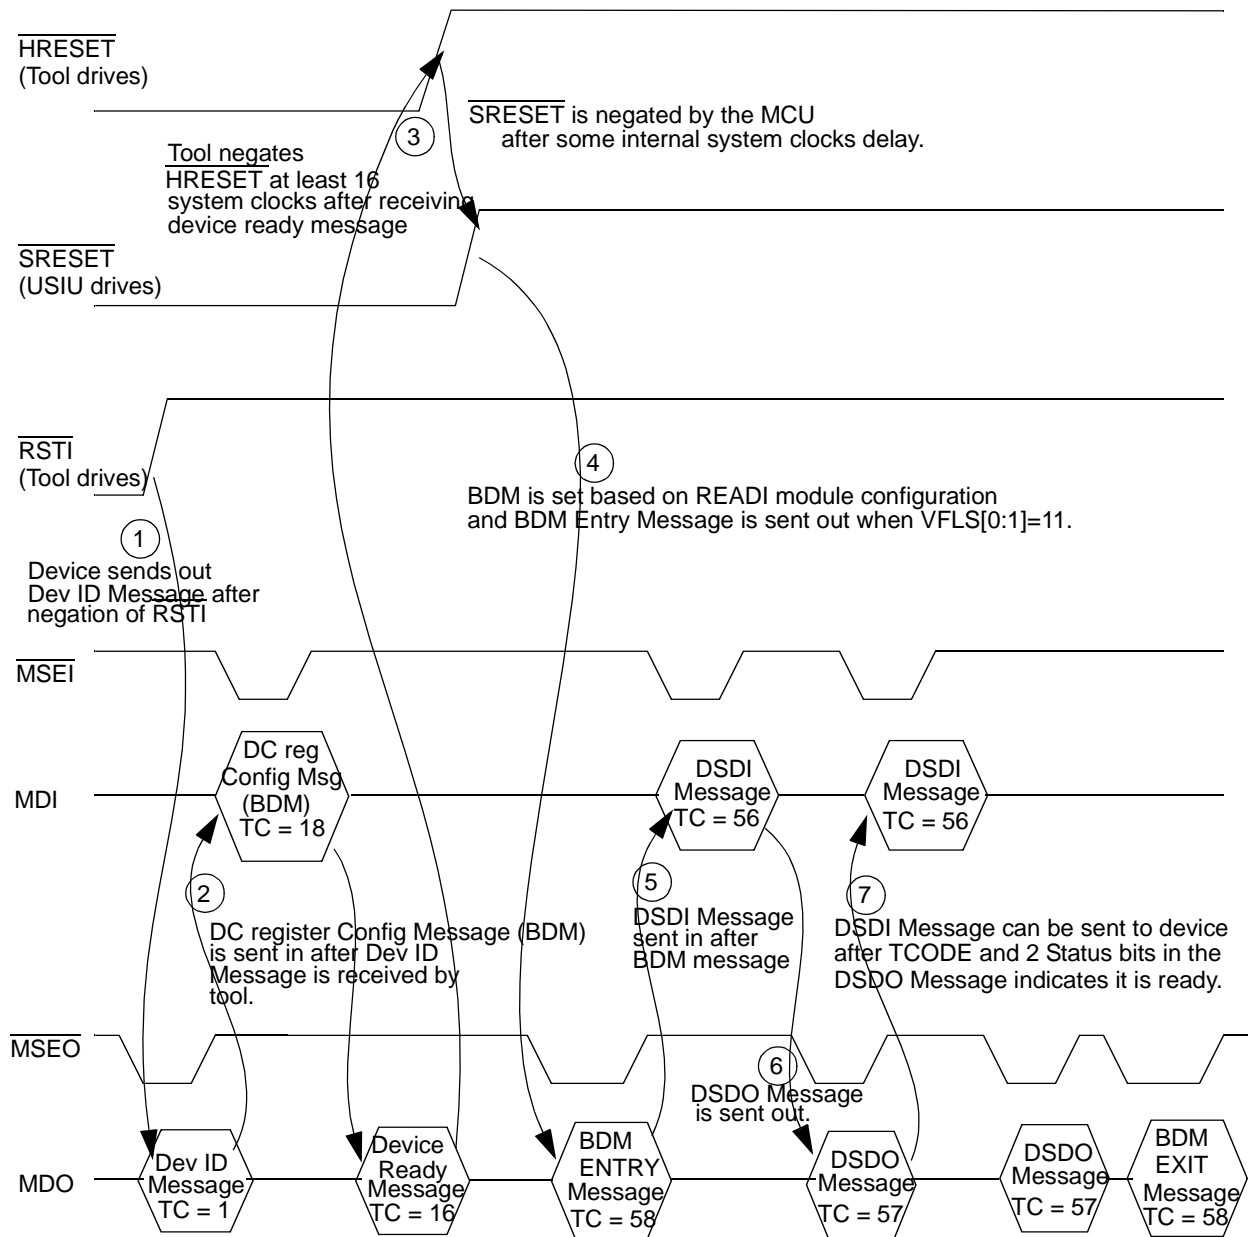 HRESET
(Tool drives)
3
SRESET is negated by the MCU
after some internal system clocks delay.
Tool negates
HRESET at least 16
system clocks after receiving
device ready message
SRESET
(USIU drives)
RSTI
(Tool drives)
4
BDM is set based on READI module configuration
and BDM Entry Message is sent out when VFLS[0:1]=11.
1
Device sends out
Dev ID Message after
negation of RSTI
MSEI
MDI
DC reg
Config Msg
(BDM)
TC = 18
DSDI
Message
TC = 56
DSDI
Message
TC = 56
2
DC register Config Message (BDM)
is sent in after Dev ID
Message is received by
tool.
5
DSDI Message
sent in after
BDM message
7
DSDI Message can be sent to device
after TCODE and 2 Status bits in the
DSDO Message indicates it is ready.
MSEO
6
DSDO Message
is sent out.
MDO
Dev ID
Message
TC = 1
Device
Ready
Message
TC = 16
BDM
ENTRY
Message
TC = 58
DSDO
Message
TC = 57
DSDO
Message
TC = 57
BDM
EXIT
Message
TC = 58